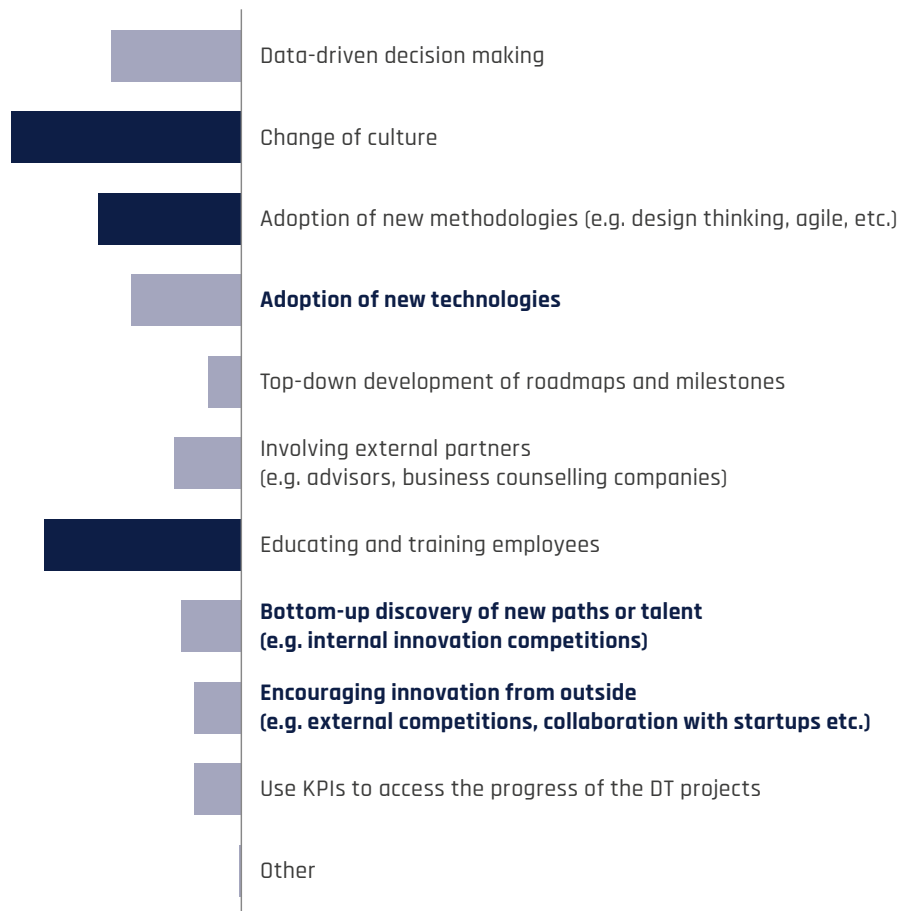 Data-driven decision making
Change of culture
Adoption of new methodologies (e.g. design thinking, agile, etc.)
Adoption of new technologies
Top-down development of roadmaps and milestones
Involving external partners
(e.g. advisors, business counselling companies)
Educating and training employees
Bottom-up discovery of new paths or talent
(e.g. internal innovation competitions)
Encouraging innovation from outside
(e.g. external competitions, collaboration with startups etc.)
Use KPIs to access the progress of the DT projects
Other